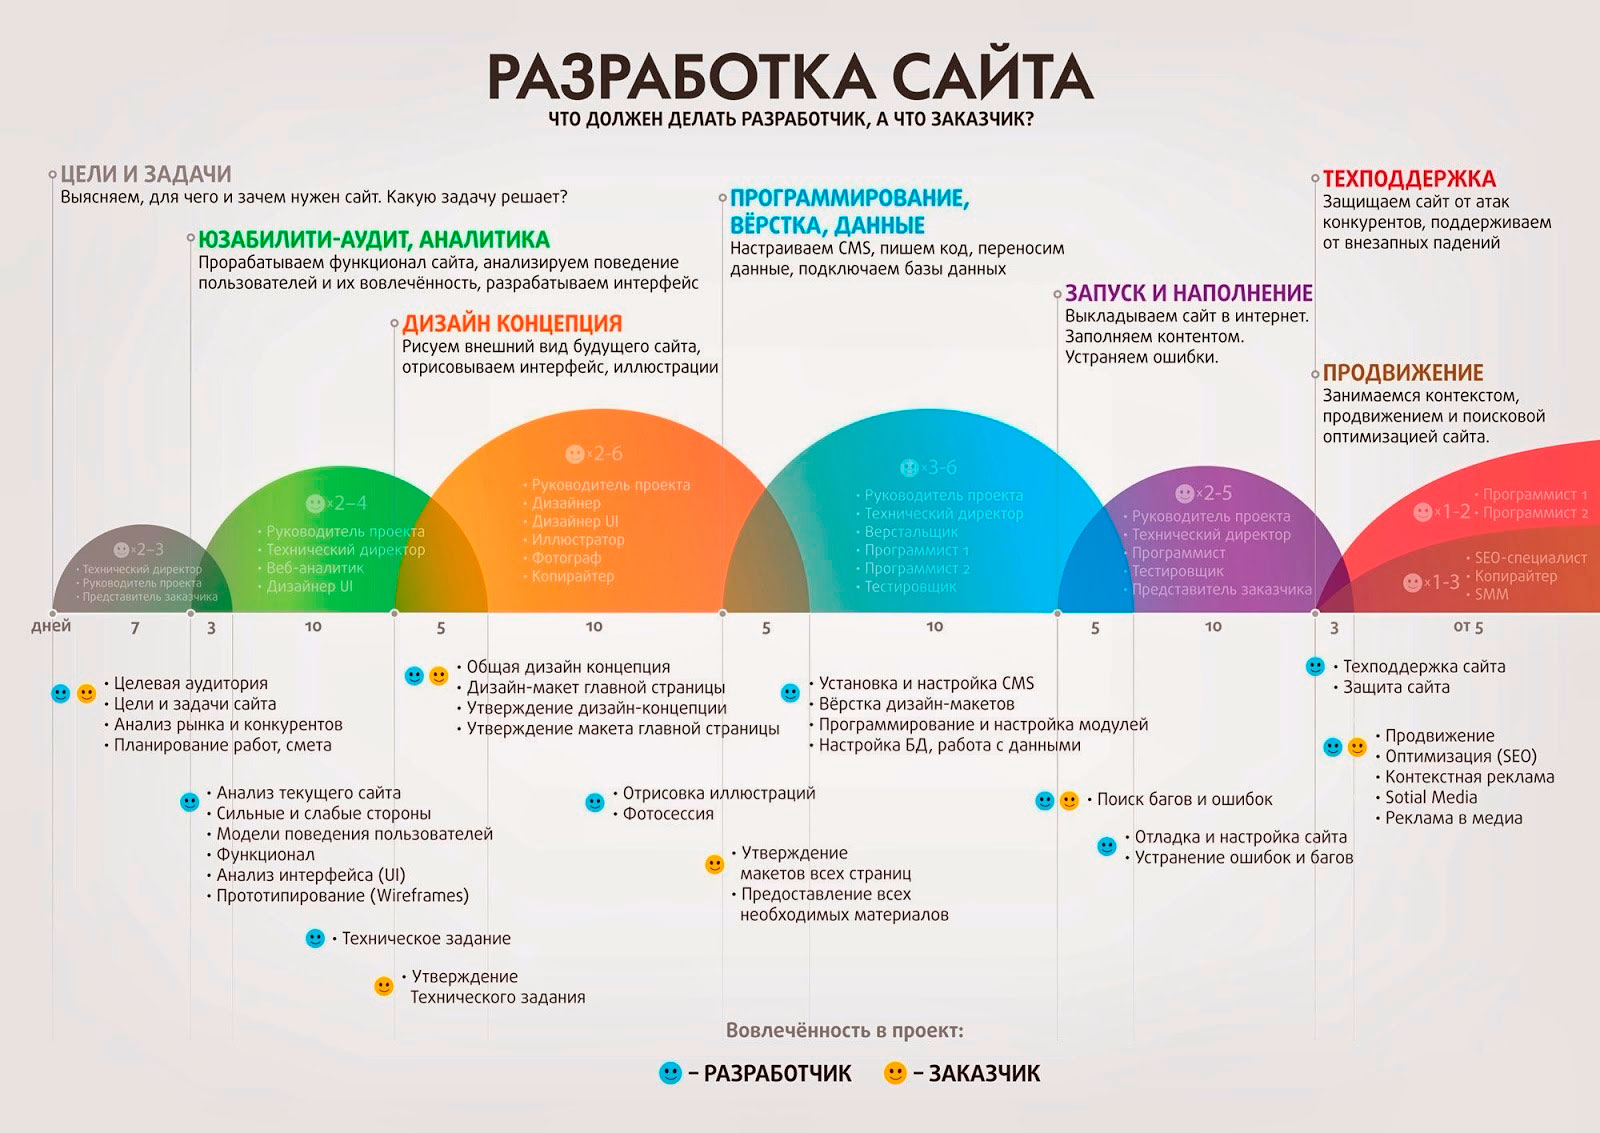 РАЗРАБОТКА САЙТА
ЧТО ДОЛЖЕН ДЕЛАТЬ РАЗРАБОТЧИК, А ЧТО ЗАКАЗЧИК?
ЦЕЛИ И ЗАДАЧИ
Выясняем, для чего и зачем нужен сайт. Какую задачу решает?
ЮЗАБИЛИТИ-АУДИТ, АНАЛИТИКА
Прорабатываем функционал сайта, анализируем поведение
пользователей и их вовлечённость, разрабатываем интерфейс
ДИЗАЙН КОНЦЕПЦИЯ
Рисуем внешний вид будущего сайта,
отрисовываем интерфейс, иллюстрации
ПРОГРАММИРОВАНИЕ,
ВЁРСТКА, ДАННЫЕ
Настраиваем CMS, пишем код, переносим
данные, подключаем базы данных
ЗАПУСК И НАПОЛНЕНИЕ
Выкладываем сайт в интернет.
Заполняем контентом.
Устраняем ошибки.
ТЕХПОДДЕРЖКА
Защищаем сайт от атак
конкурентов, поддерживаем
от внезапных падений
ПРОДВИЖЕНИЕ
Занимаемся контекстом,
продвижением и поисковой
оптимизацией сайта.
×2–3
• Технический директор
• Руководитель проекта
• Представитель заказчика
×2–4
• Руководитель проекта
• Технический директор
• Веб-аналитик
• Дизайнер UI
×2-6
• Руководитель проекта
• Дизайнер
• Дизайнер UI
• Иллюстратор
• Фотограф
• Копирайтер
×3-6
• Руководитель проекта
• Технический директор
• Верстальщик
• Программист 1
• Программист 2
• Тестировщик
×2-5
• Руководитель проекта
• Технический директор
• Программист
• Тестировщик
• Представитель заказчика
×1-2
• Программист 1
• Программист 2
×1-3
• SEO-специалист
• Копирайтер
• SMM
дней 7 3 10 5 10 5 10 5 10 3 от 5
• Целевая аудитория
• Цели и задачи сайта
• Анализ рынка и конкурентов
• Планирование работ, смета
• Анализ текущего сайта
• Сильные и слабые стороны
• Модели поведения пользователей
• Функционал
• Анализ интерфейса (UI)
• Прототипирование (Wireframes)
• Техническое задание
• Утверждение
Технического задания
• Общая дизайн концепция
• Дизайн-макет главной страницы
• Утверждение дизайн-концепции
• Утверждение макета главной страницы
• Отрисовка иллюстраций
• Фотосессия
• Утверждение
макетов всех страниц
• Предоставление всех
необходимых материалов
• Установка и настройка CMS
• Вёрстка дизайн-макетов
• Программирование и настройка модулей
• Настройка БД, работа с данными
• Поиск багов и ошибок
• Отладка и настройка сайта
• Устранение ошибок и багов
• Техподдержка сайта
• Защита сайта
• Продвижение
• Оптимизация (SEO)
• Контекстная реклама
• Sotial Media
• Реклама в медиа
Вовлечённость в проект:
– РАЗРАБОТЧИК – ЗАКАЗЧИК